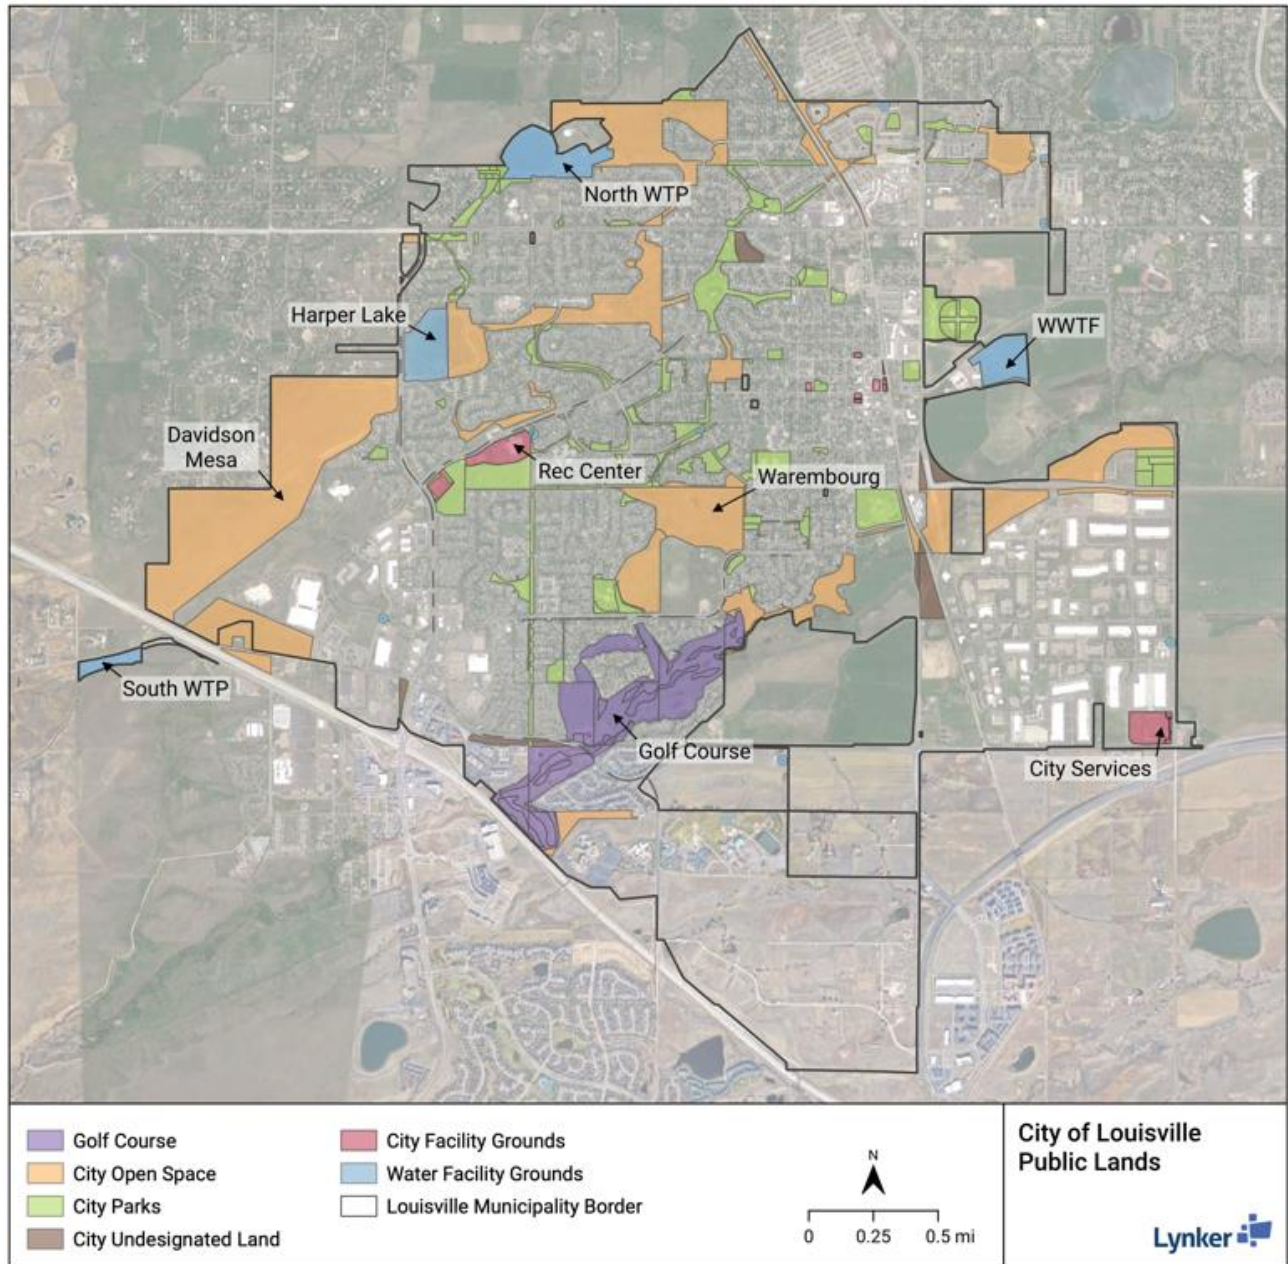 North WTP
Harper Lake
WWTF
Davidson
Mesa
Rec Center
Warembourg
South WTP
Golf Course
City Services
Golf Course
City Open Space
City Parks
City Undesignated Land
City Facility Grounds
Water Facility Grounds
Louisville Municipality Border
N
0 0.25 0.5 mi
City of Louisville
Public Lands
Lynker